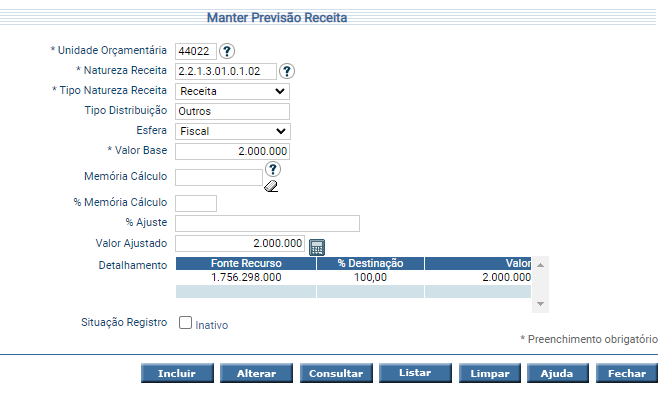 Manter Previsão Receita
* Unidade Orçamentária 44022 ?
* Natureza Receita 2.2.1.3.01.0.1.02 ?
* Tipo Natureza Receita Receita
Tipo Distribuição Outros
Esfera Fiscal
* Valor Base 2.000.000
Memória Cálculo ?
% Memória Cálculo
% Ajuste
Valor Ajustado 2.000.000
Detalhamento Fonte Recurso % Destinação Valor
1.756.298.000 100,00 2.000.000
Situação Registro Inativo
* Preenchimento obrigatório
Incluir Alterar Consultar Listar Limpar Ajuda Fechar